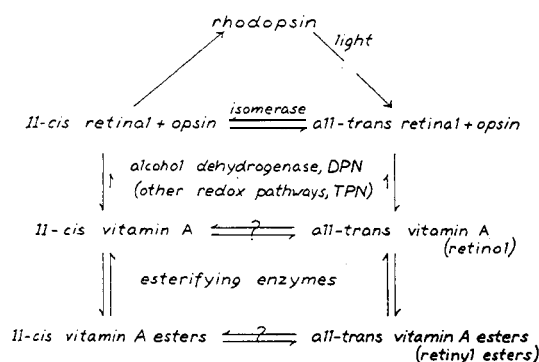 rhodopsin
light
11-cis retinal + opsin isomerase all-trans retinal + opsin
alcohol dehydrogenase, DPN
(other redox pathways, TPN)
11-cis vitamin A ? all-trans vitamin A
(retinol)
esterifying enzymes
11-cis vitamin A esters ? all-trans vitamin A esters
(retinyl esters)